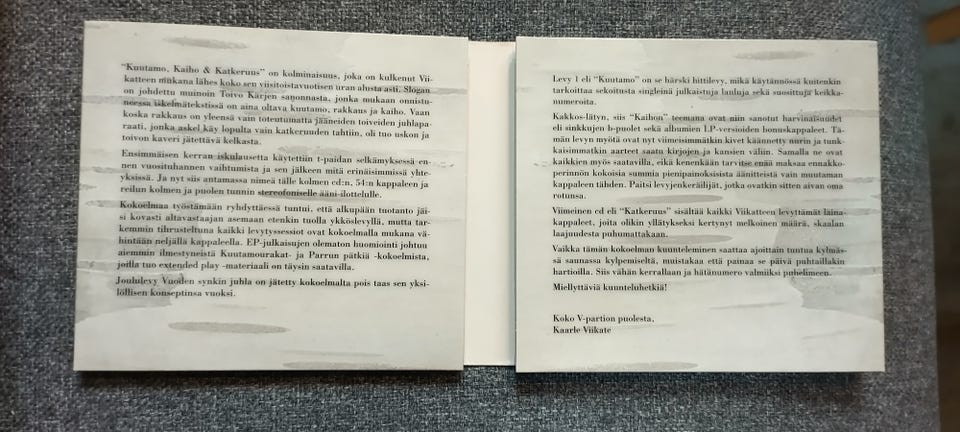 "Kuutamo, Kaiho & Katkeruus" on kolminaisuus, joka on kulkenut Vii-
katteen mukana lähes koko sen viisitoistavuotisen uran alusta asti. Slogan
on johdettu muinoin Toivo Kärjen sanonnasta, jonka mukaan onnistu-
neessa iskelmätekstissä on aina oltava kuutamo, rakkaus ja kaiho. Vaan
koska rakkaus on yleensä vain toteutumatta jääneiden toiveiden juhlapa-
raati, jonka askel käy lopulta vain katkeruuden tahtiin, oli tuo uskon ja
toivon kaveri jätettävä kelkasta.
Ensimmäisen kerran iskulausetta käytettiin t-paidan selkämyksessä en-
nen vuosituhannen vaihtumista ja sen jälkeen mitä erinäisimmissä yhte-
yksissä. Ja nyt siis antamassa nimeä tälle kolmen cd:n, 54:n kappaleen ja
reilun kolmen ja puolen tunnin stereofoniselle ääni-ilottelulle.
Kokoelmaa työstämään ryhdyttäessä tuntui, että alkupään tuotanto jäi-
si kovasti altavastaajan asemaan etenkin tuolla ykköslevyllä, mutta tar-
kemmin tihrusteltuna kaikki levytyssessiot ovat kokoelmalla mukana vä-
hintään neljällä kappaleella. EP-julkaisujen olematon huomiointi johtuu
aiemmin ilmestyneistä Kuutamourakat- ja Parrun pätkiä -kokoelmista,
joilla tuo extended play -materiaali on täysin saatavilla.
Joululevy Vuoden synkin juhla on jätetty kokoelmalta pois taas sen yksi-
löllisen konseptinsa vuoksi.
Levy 1 eli "Kuutamo" on se härski hittilevy, mikä käytännössä kuitenkin
tarkoittaa sekoitusta singleinä julkaistuja lauluja sekä suosittuja keikka-
numeroita.
Kakkos-lätyn, siis "Kaihon" teemana ovat niin sanotut harvinaisuudet
eli sinkkujen b-puolet sekä albumien LP-versioiden bonuskappaleet. Tä-
män levyn myötä ovat nyt viimeisimmätkin kivet käännetty nurin ja tunk-
kaisimmatkin aarteet saatu kirjojen ja kansien väliin. Samalla ne ovat
kaikkien myös saatavilla, eikä kenenkään tarvitse enää maksaa ennakko-
perinnön kokoisia summia pienipainoksisista äänitteistä vain muutaman
kappaleen tähden. Paitsi levyjenkeräilijät, jotka ovatkin sitten aivan oma
rotunsa.
Viimeinen cd eli "Katkeruus" sisältää kaikki Viikatteen levyttämät laina-
kappaleet, joita olikin yllätykseksi kertynyt melkoinen määrä, skaalan
laajuudesta puhumattakaan.
Vaikka tämän kokoelman kuunteleminen saattaa ajoittain tuntua kylmäs-
sä saunassa kylpemiseltä, muistakaa että painaa se päivä puhtaillakin
hartioilla. Siis vähän kerrallaan ja hätänumero valmiiksi puhelimeen.
Miellyttäviä kuunteluhetkiä!
Koko V-partion puolesta,
Kaarle Viikate